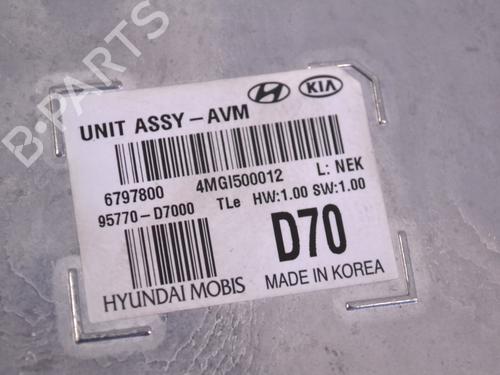 B-PARTS
UNIT ASSY-AVM
HYUNDAI KIA
6797800 4MGI500012 L: NEK
95770-D7000 TLe HW:1.00 SW:1.00
D70
HYUNDAI MOBIS MADE IN KOREA